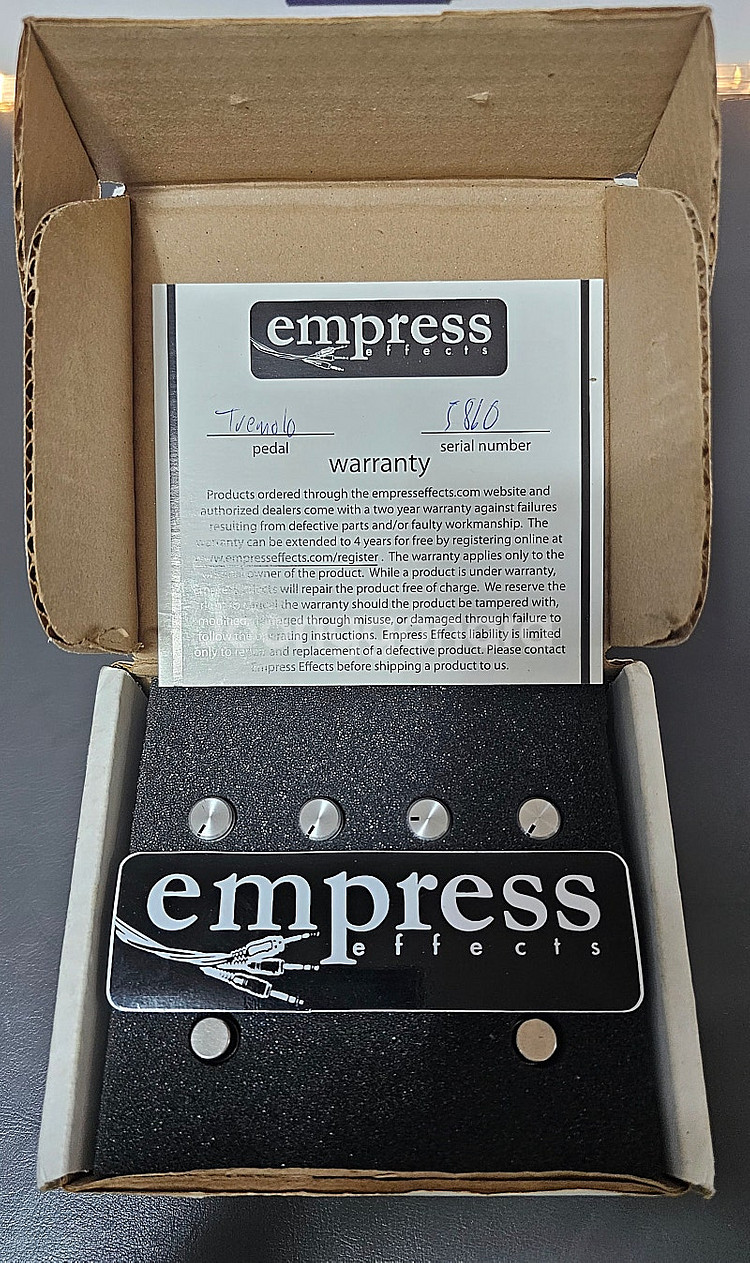 empress
effects
Tremolo 5860
pedal serial number
warranty
Products ordered through the empresseffects.com website and
authorized dealers come with a two year warranty against failures
resulting from defective parts and/or faulty workmanship. The
warranty can be extended to 4 years for free by registering online at
www.empresseffects.com/register . The warranty applies only to the
owner of the product. While a product is under warranty,
will repair the product free of charge. We reserve the
the warranty should the product be tampered with,
modified, damaged through misuse, or damaged through failure to
follow the operating instructions. Empress Effects liability is limited
only to repair and replacement of a defective product. Please contact
Empress Effects before shipping a product to us.
empress
effects